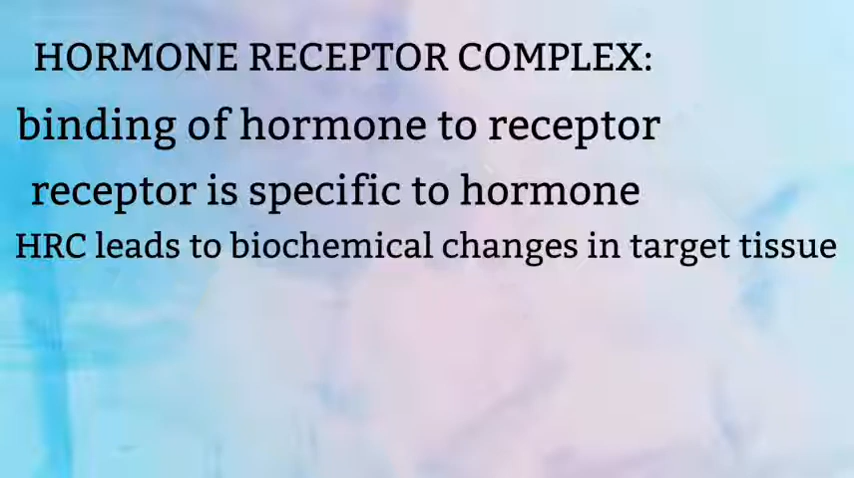 HORMONE RECEPTOR COMPLEX:
binding of hormone to receptor
receptor is specific to hormone
HRC leads to biochemical changes in target tissue